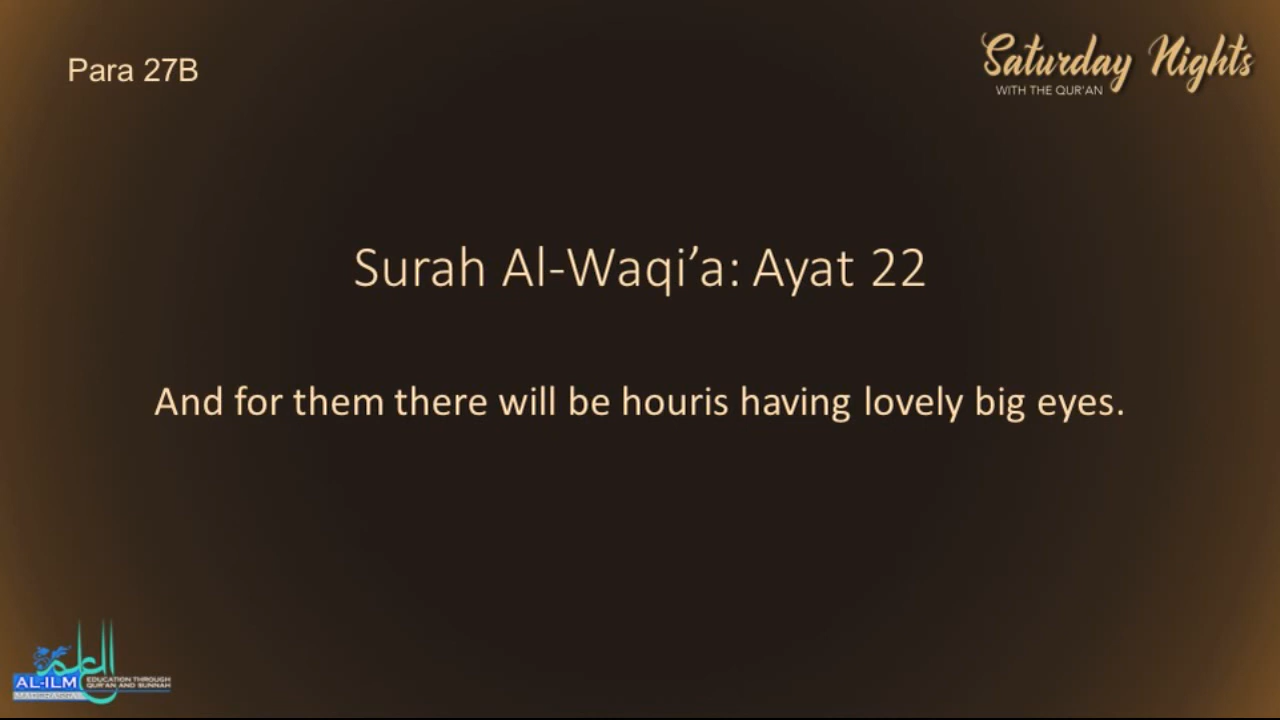 Para 27B
Saturday Nights
WITH THE QUR'AN
Surah Al-Waqi’a: Ayat 22
And for them there will be houris having lovely big eyes.
العلم
AL-ILM
EDUCATION THROUGH
QUR'AN AND SUNNAH